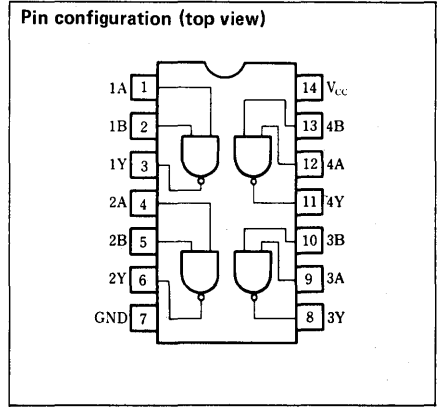 Pin configuration (top view)
1A 1
14 V_CC
1B 2
13 4B
1Y 3
12 4A
2A 4
11 4Y
2B 5
10 3B
2Y 6
9 3A
GND 7
8 3Y